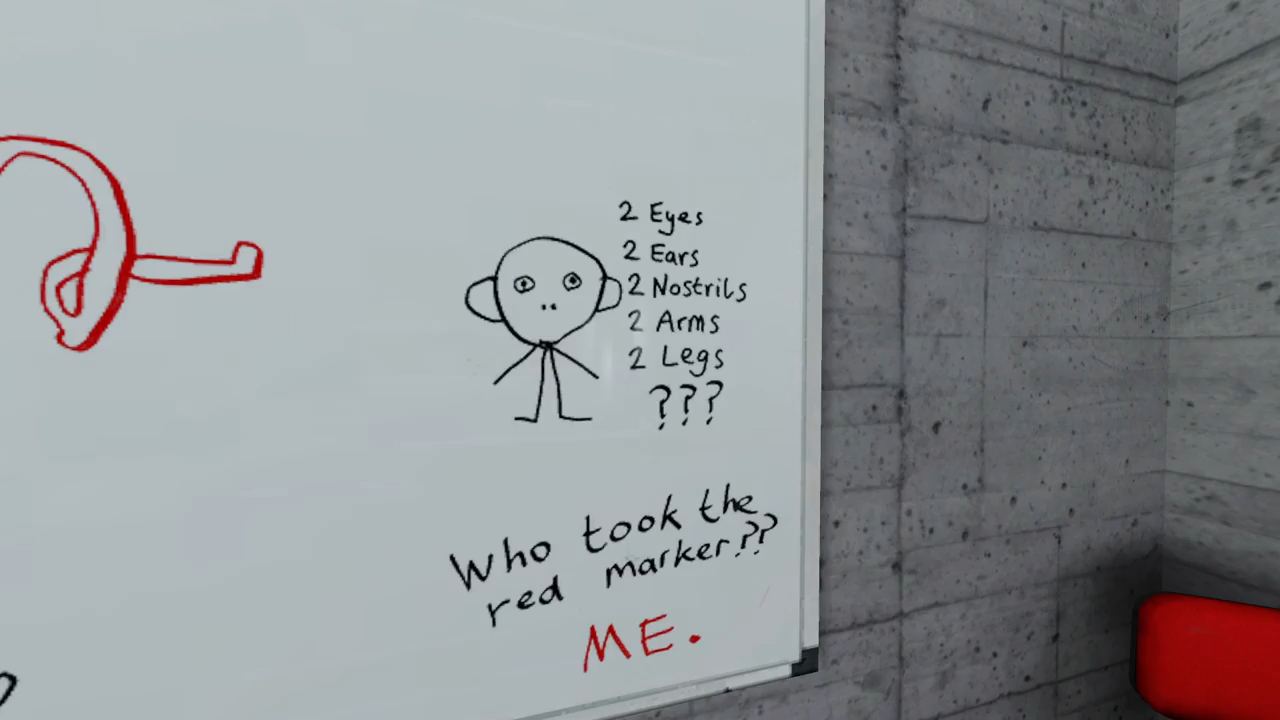 2 Eyes
2 Ears
2 Nostrils
2 Arms
2 Legs
???
Who took the
red marker??
ME.